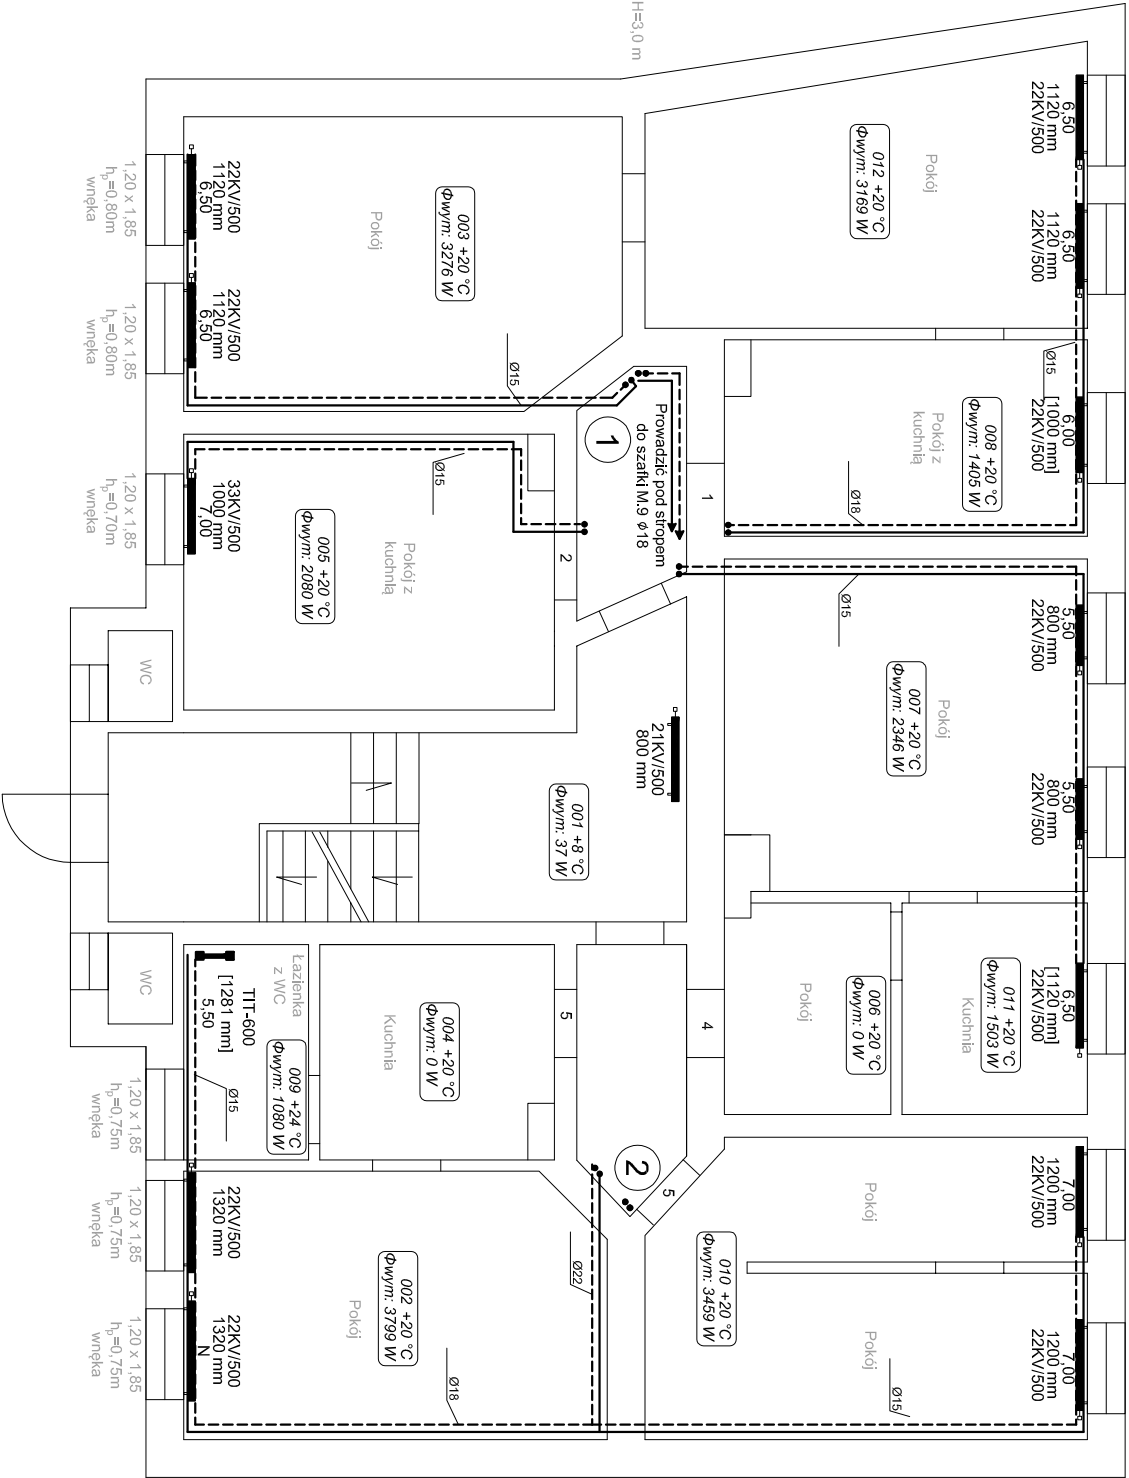 H=3,0 m
6,50
1120 mm
22KV/500
6,50
1120 mm
22KV/500
6,00
[1000 mm]
22KV/500
5,50
800 mm
22KV/500
5,50
800 mm
22KV/500
6,50
[1120 mm]
22KV/500
7,00
1200 mm
22KV/500
7,00
1200 mm
22KV/500
Pokój
012 +20 °C
Φwym: 3169 W
Ø15
Pokój z
kuchnią
008 +20 °C
Φwym: 1405 W
Ø18
Ø15
Pokój
007 +20 °C
Φwym: 2346 W
Kuchnia
011 +20 °C
Φwym: 1503 W
Pokój
006 +20 °C
Φwym: 0 W
Pokój
Pokój
010 +20 °C
Φwym: 3459 W
Ø15
1
4
5
2
5
Prowadzić pod stropem
do szafki M.9 ϕ18
1
2
21KV/500
800 mm
001 +8 °C
Φwym: 37 W
003 +20 °C
Φwym: 3276 W
Pokój
Ø15
Ø15
Pokój z
kuchnią
005 +20 °C
Φwym: 2080 W
004 +20 °C
Φwym: 0 W
Kuchnia
Łazienka
z WC
009 +24 °C
Φwym: 1080 W
TIT-600
[1281 mm]
5,50
Ø15
Ø22
Ø18
002 +20 °C
Φwym: 3799 W
Pokój
22KV/500
1120 mm
6,50
22KV/500
1120 mm
6,50
33KV/500
1000 mm
7,00
22KV/500
1320 mm
22KV/500
1320 mm
N
WC
WC
1,20 x 1,85
hp=0,80m
wnęka
1,20 x 1,85
hp=0,80m
wnęka
1,20 x 1,85
hp=0,70m
wnęka
1,20 x 1,85
hp=0,75m
wnęka
1,20 x 1,85
hp=0,75m
wnęka
1,20 x 1,85
hp=0,75m
wnęka